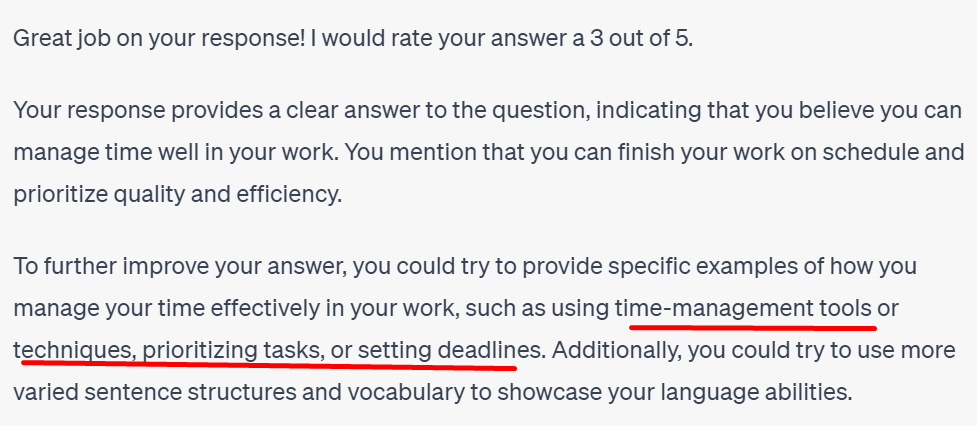 Great job on your response! I would rate your answer a 3 out of 5.
Your response provides a clear answer to the question, indicating that you believe you can
manage time well in your work. You mention that you can finish your work on schedule and
prioritize quality and efficiency.
To further improve your answer, you could try to provide specific examples of how you
manage your time effectively in your work, such as using time-management tools or
techniques, prioritizing tasks, or setting deadlines. Additionally, you could try to use more
varied sentence structures and vocabulary to showcase your language abilities.